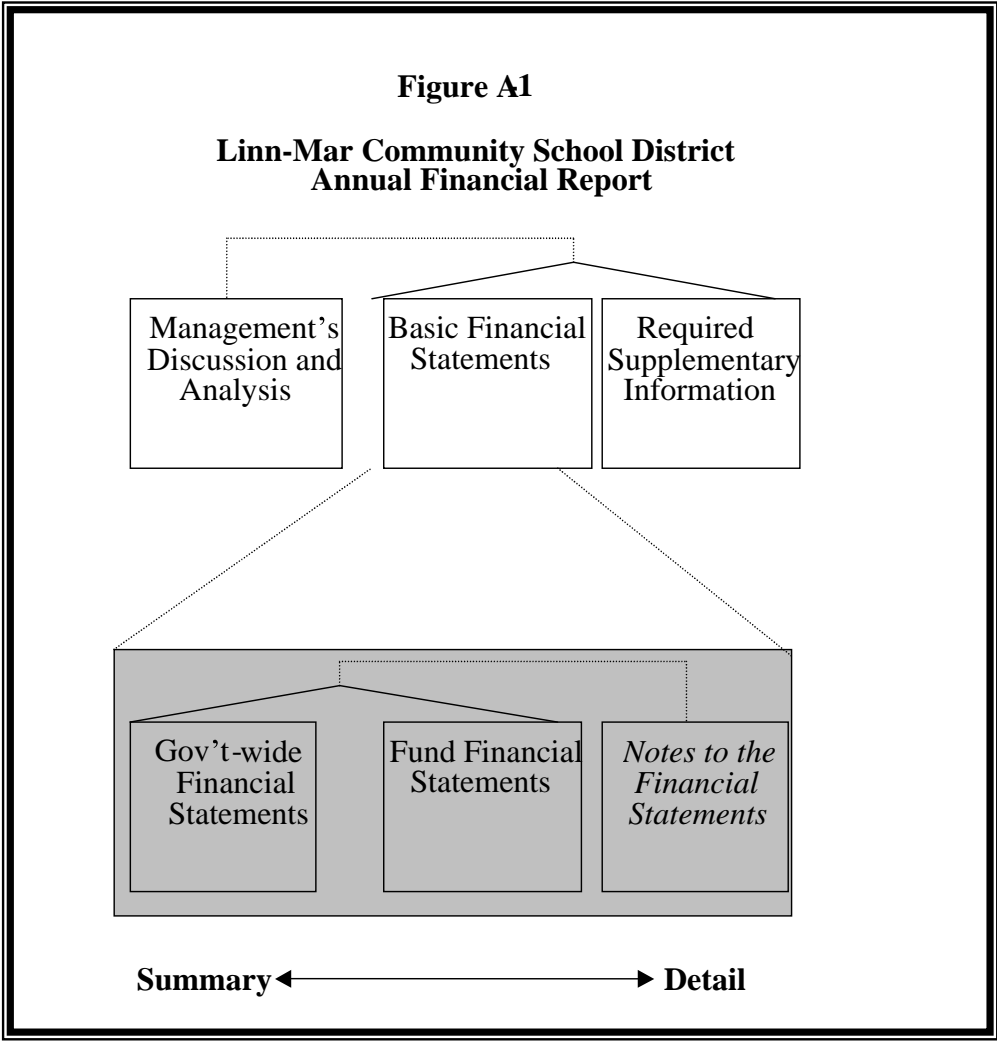 Figure A-1
Linn-Mar Community School District
Annual Financial Report
Management’s
Discussion and
Analysis
Basic Financial
Statements
Required
Supplementary
Information
Gov’t-wide
Financial
Statements
Fund Financial
Statements
Notes to the
Financial
Statements
Summary
Detail